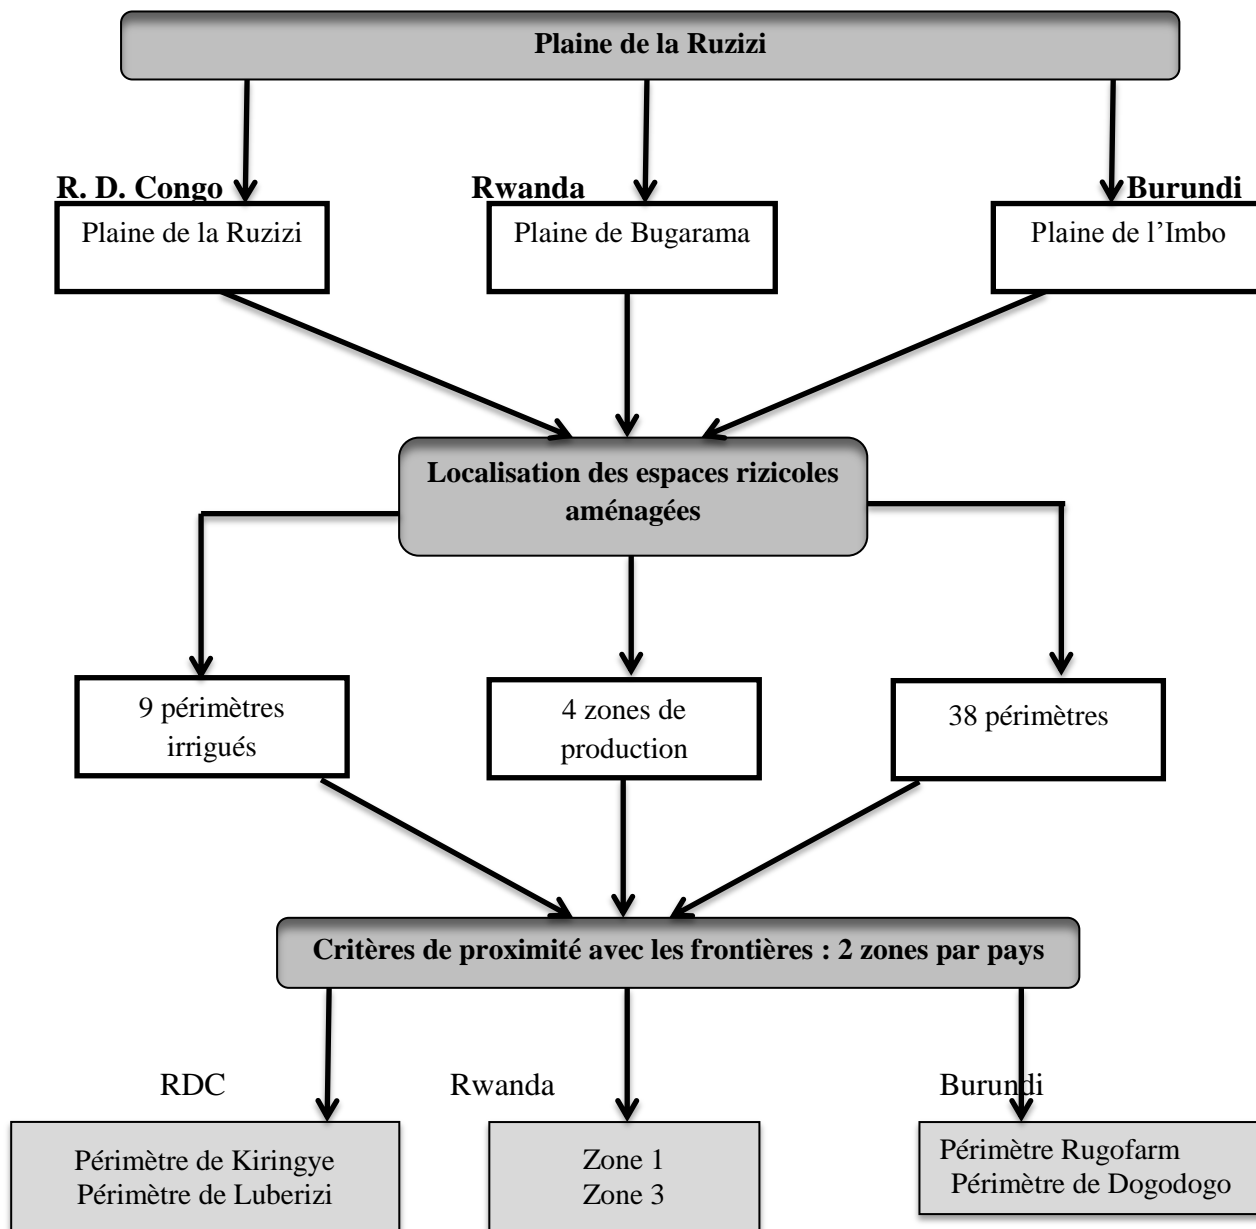 Plaine de la Ruzizi
R. D. Congo
Rwanda
Burundi
Plaine de la Ruzizi
Plaine de Bugarama
Plaine de l’Imbo
Localisation des espaces rizicoles
aménagées
9 périmètres
irrigués
4 zones de
production
38 périmètres
Critères de proximité avec les frontières : 2 zones par pays
RDC
Rwanda
Burundi
Périmètre de Kiringye
Périmètre de Luberizi
Zone 1
Zone 3
Périmètre Rugofarm
Périmètre de Dogodogo